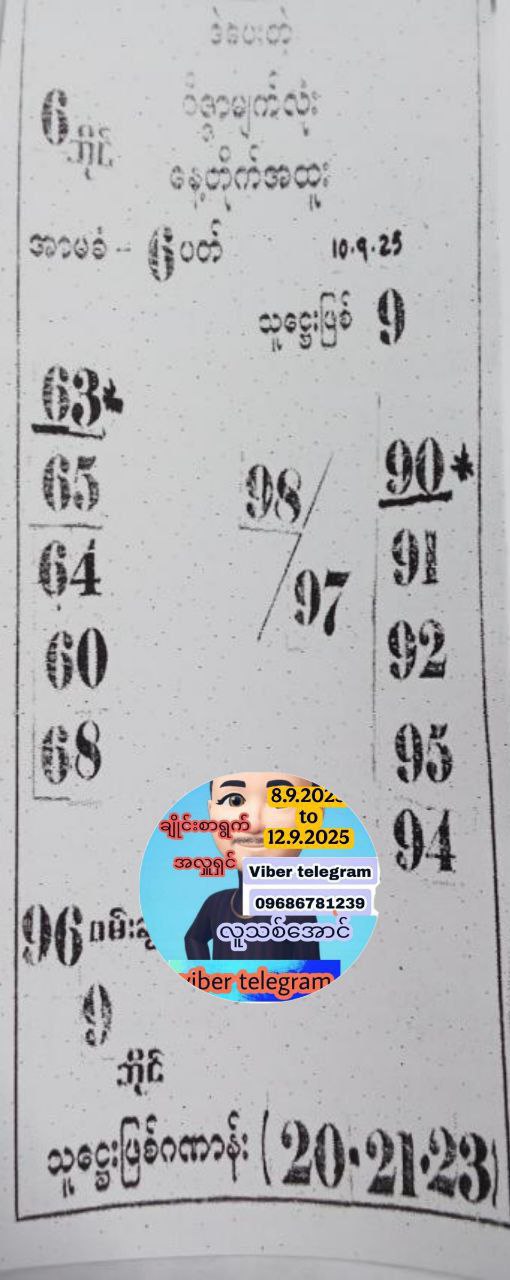 ဒဲပေးတဲ့
6 ဘိုင်
ဝဇ္ဇာမျက်လုံး
နေ့တိုက်အထူး
အာမခံ - 6 ပတ်
10.9.25
သူဌေးဖြစ် 9
63*
65
64
60
68
98/97
90*
91
92
95
94
8.9.2025
to
12.9.2025
ချိုင်းစာရွက်
အလှူရှင်
Viber telegram
09686781239
လူသစ်အောင်
viber telegram
96 ဝမ်း
9
ဘိုင်
သူဌေးဖြစ်ဂဏာန်း (20.21.23)